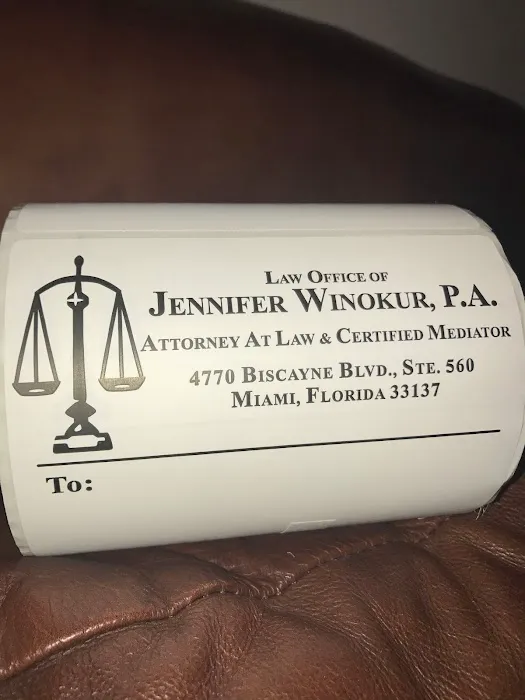 LAW OFFICE OF
JENNIFER WINOKUR, P.A.
ATTORNEY AT LAW & CERTIFIED MEDIATOR
4770 BISCAYNE BLVD., STE. 560
MIAMI, FLORIDA 33137
To: